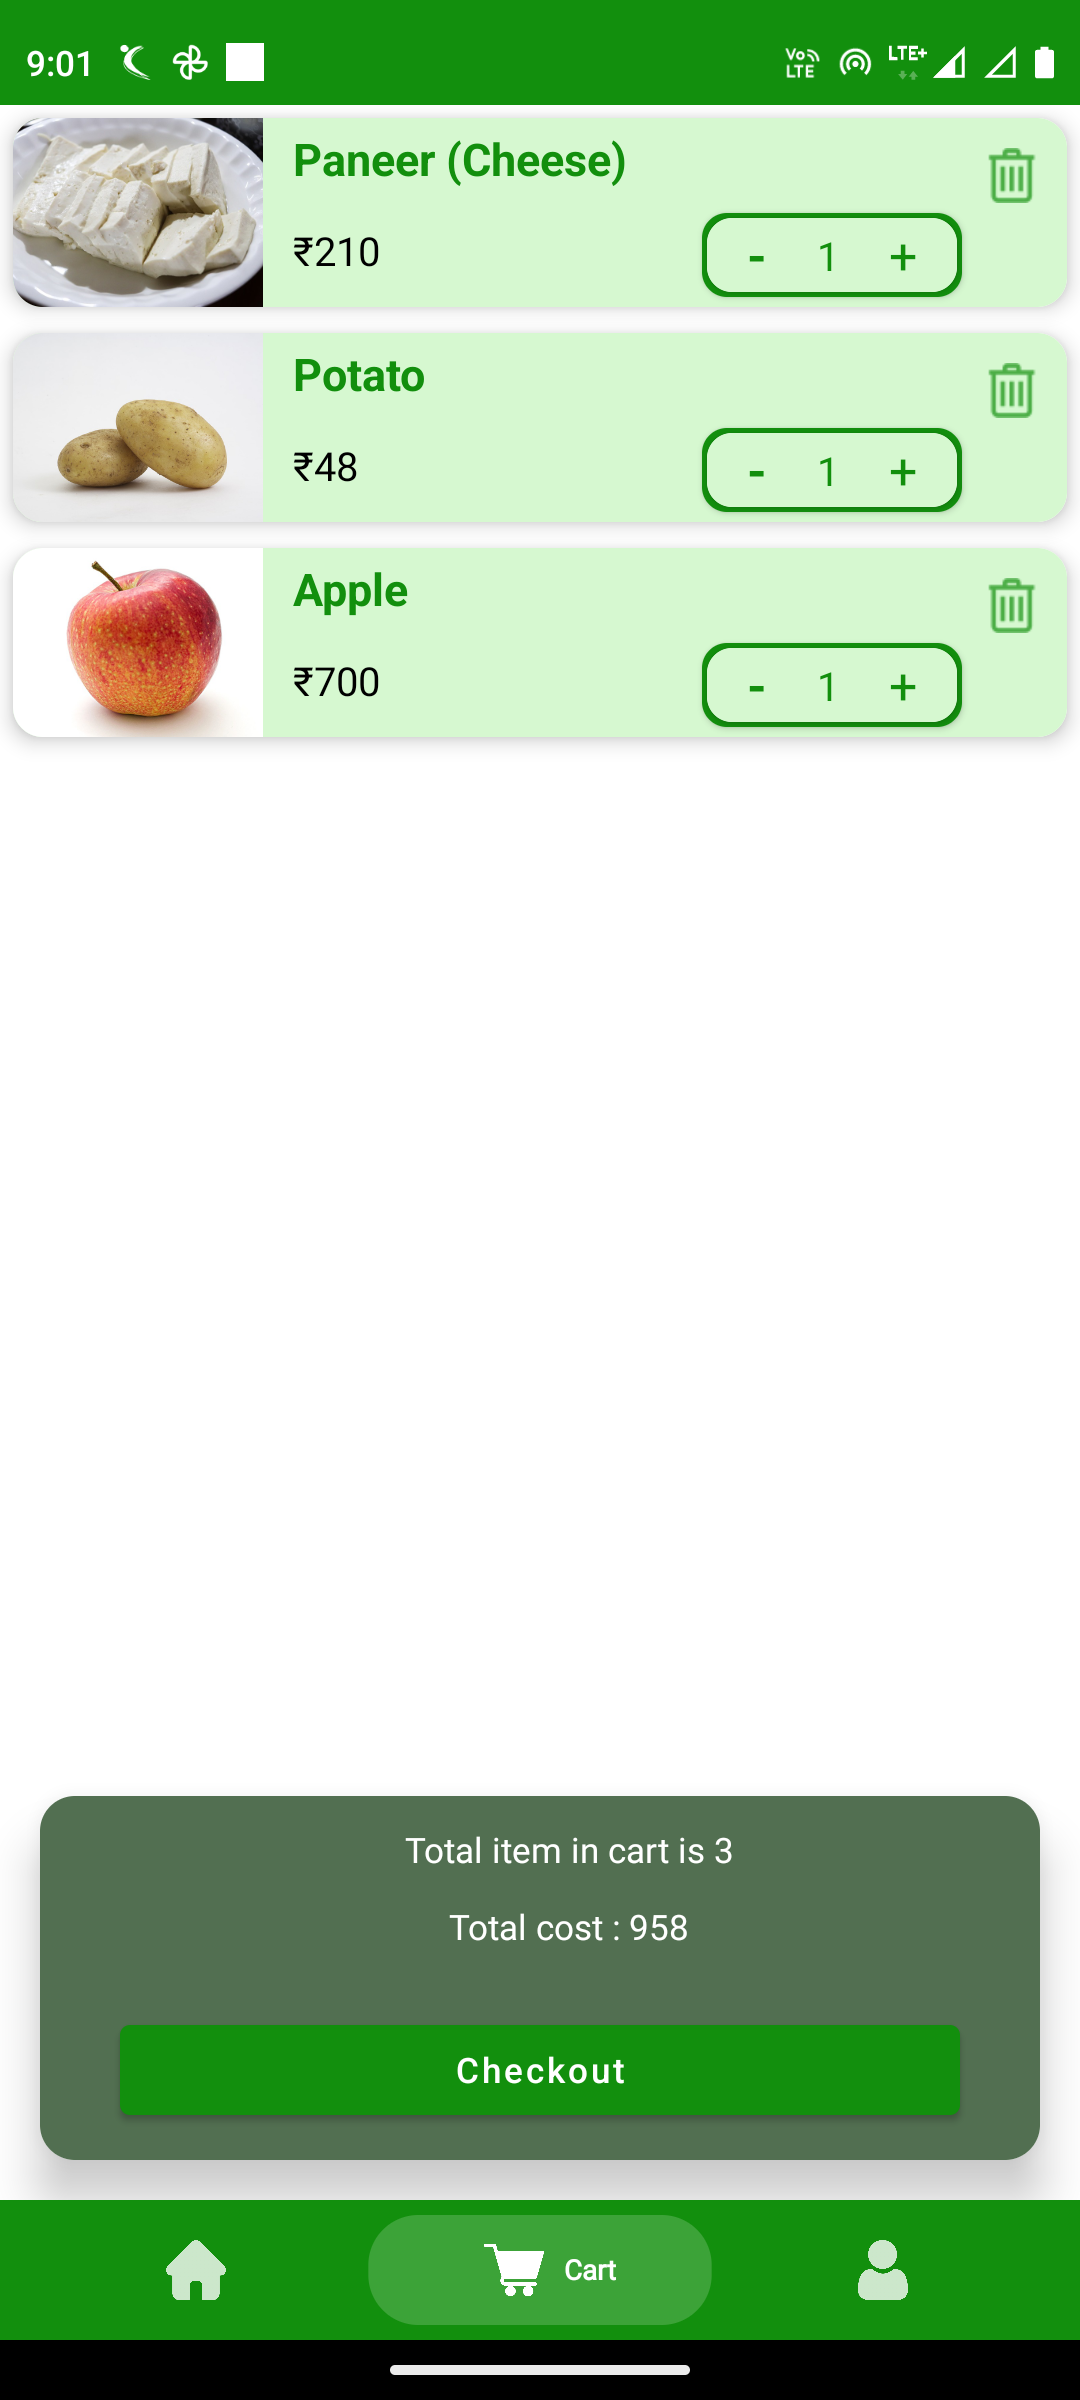 9:01 Vo LTE LTE+
Paneer (Cheese)
₹210
- 1 +
Potato
₹48
- 1 +
Apple
₹700
- 1 +
Total item in cart is 3
Total cost : 958
Checkout
Cart